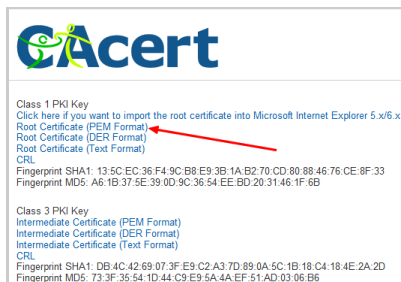 CAcert
Class 1 PKI Key
Click here if you want to import the root certificate into Microsoft Internet Explorer 5.x/6.x
Root Certificate (PEM Format)
Root Certificate (DER Format)
Root Certificate (Text Format)
CRL
Fingerprint SHA1: 13:5C:EC:36:F4:9C:B8:E9:3B:1A:B2:70:CD:80:88:46:76:CE:8F:33
Fingerprint MD5: A6:1B:37:5E:39:0D:9C:36:54:EE:BD:20:31:46:1F:6B
Class 3 PKI Key
Intermediate Certificate (PEM Format)
Intermediate Certificate (DER Format)
Intermediate Certificate (Text Format)
CRL
Fingerprint SHA1: DB:4C:42:69:07:3F:E9:C2:A3:7D:89:0A:5C:1B:18:C4:18:4E:2A:2D
Fingerprint MD5: 73:3F:35:54:1D:44:C9:E9:5A:4A:EF:51:AD:03:06:B6